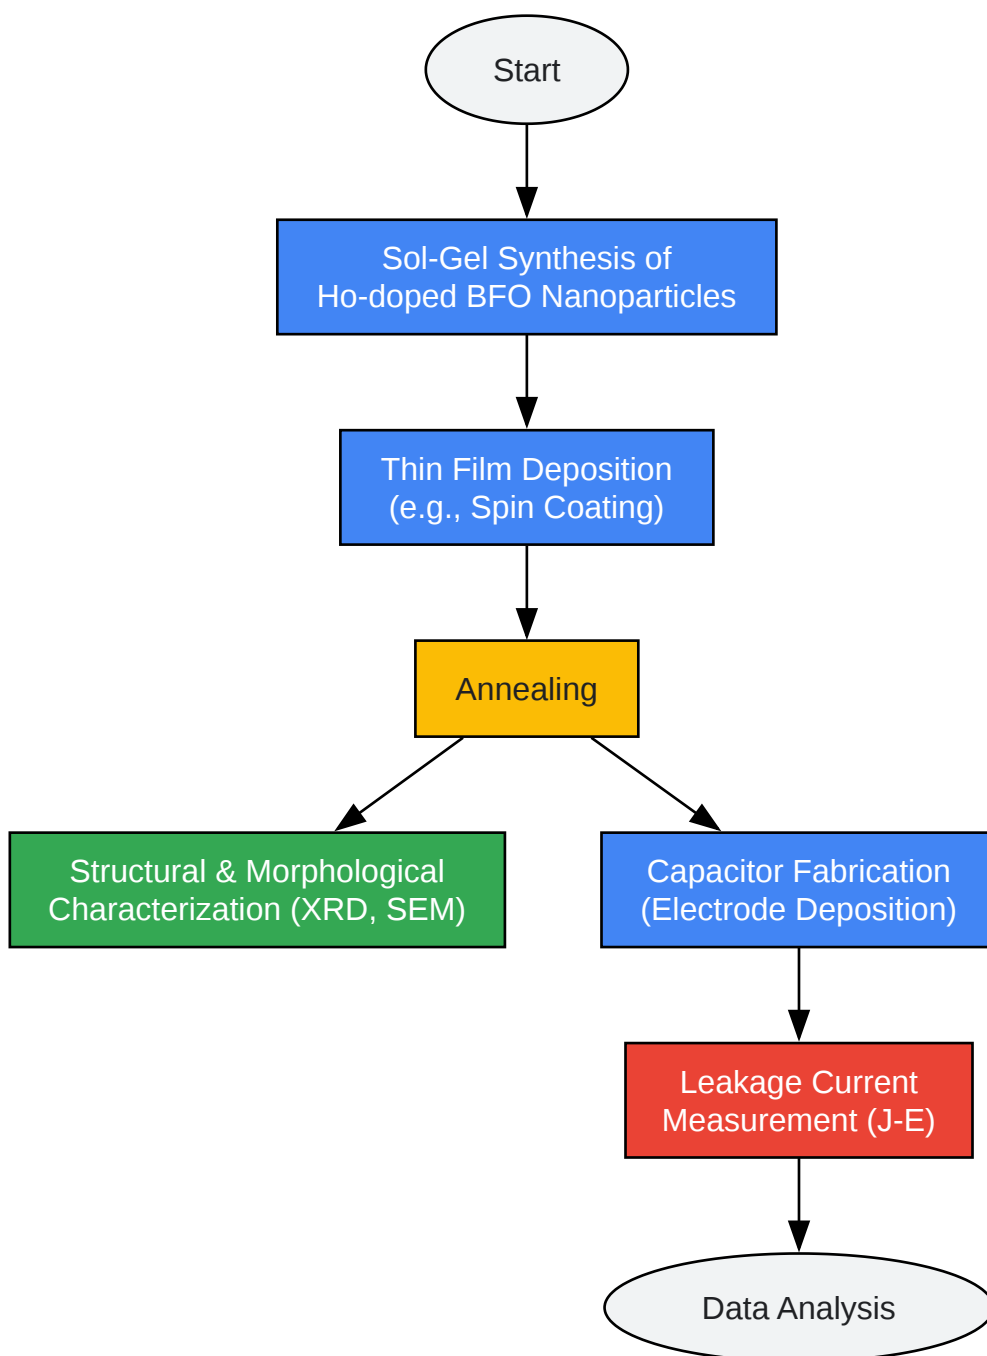 Start
Sol-Gel Synthesis of
Ho-doped BFO Nanoparticles
Thin Film Deposition
(e.g., Spin Coating)
Annealing
Structural & Morphological
Characterization (XRD, SEM)
Capacitor Fabrication
(Electrode Deposition)
Leakage Current
Measurement (J-E)
Data Analysis